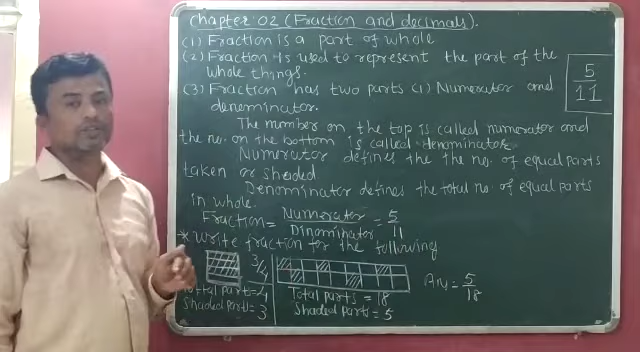 Chapter: 02 (Fraction and decimals).
(1) Fraction is a part of whole
(2) Fraction is used to represent the part of the
whole things.
(3) Fraction has two parts (1) Numerator and
denominator.
5
11
The number on the top is called numerator and
the no. on the bottom is called denominator.
Numerator defines the the no. of equal parts
taken or shaded
Denominator defines the total no. of equal parts
in whole.
Fraction = Numerator = 5
Dinominator 11
* Write fraction for the following
3/4
Total part = 4
Shaded part = 3
Total parts = 18
Shaded parts = 5
Ans = 5/18